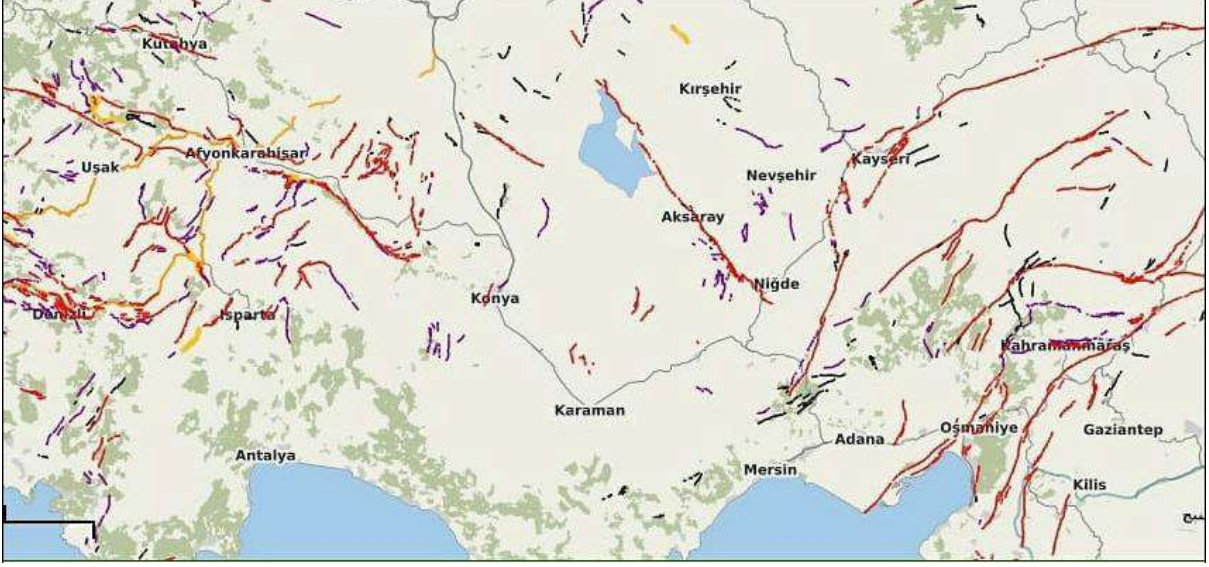 Kütahya
Kırşehir
Afyonkarahisar
Kayseri
Uşak
Nevşehir
Aksaray
Niğde
Konya
Denizli
Isparta
Kahramanmaraş
Karaman
Osmaniye
Gaziantep
Adana
Antalya
Mersin
Kilis